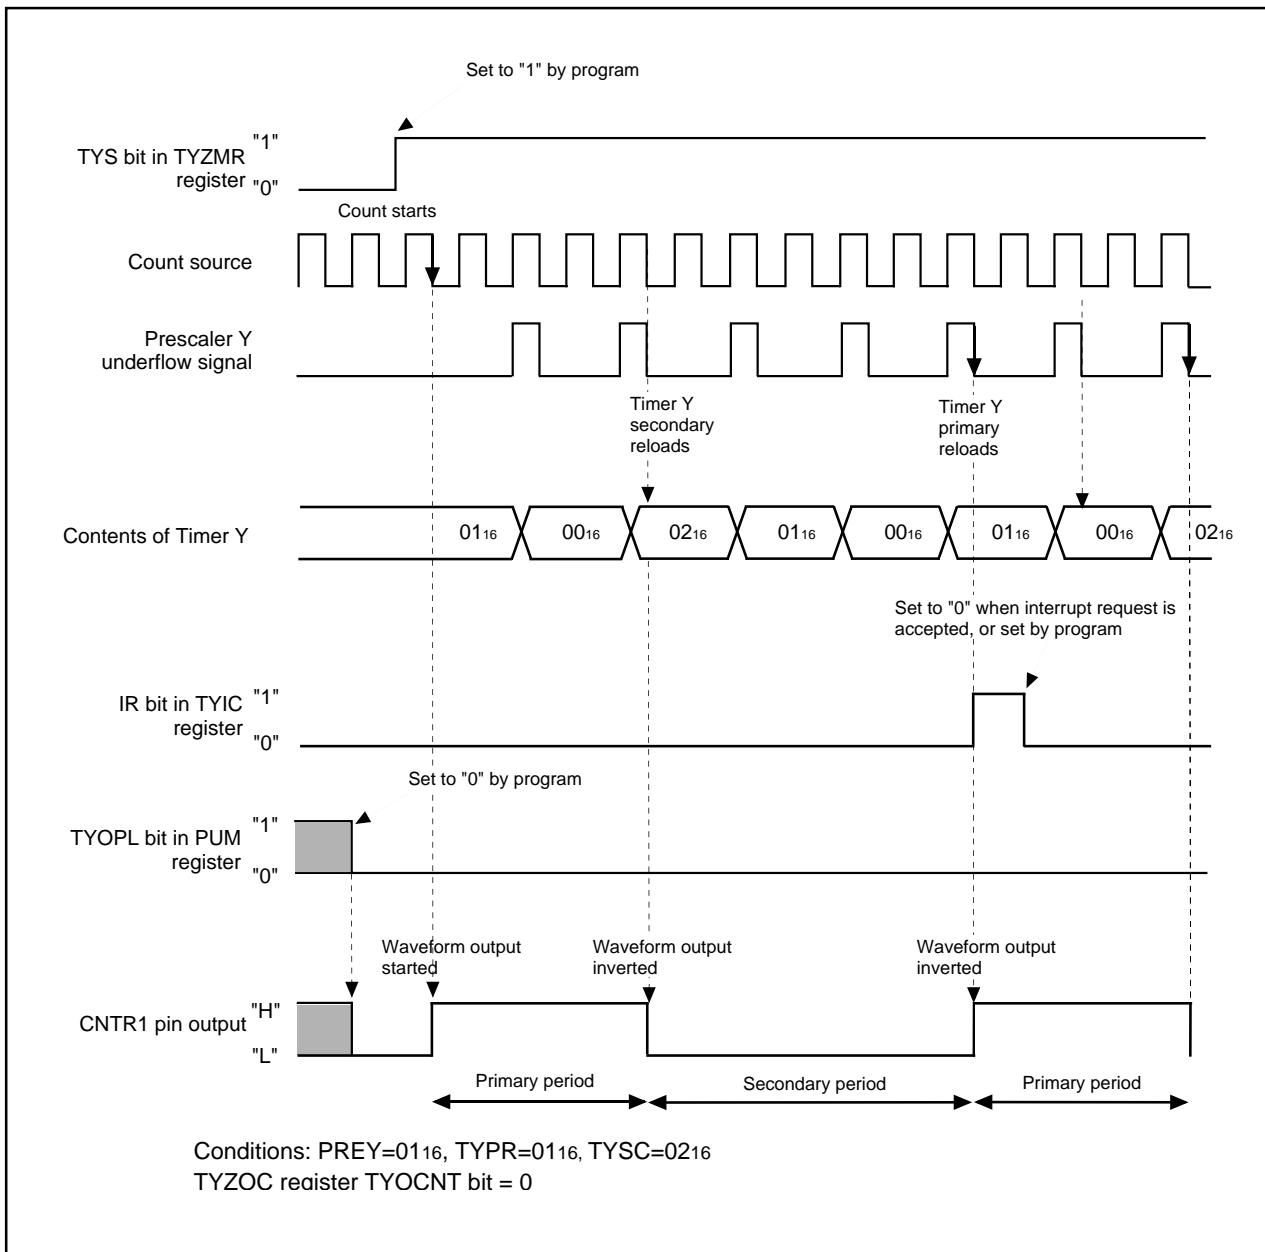 Set to "1" by program
"1"
TYS bit in TYZMR
register
"0"
Count starts
Count source
Prescaler Y
underflow signal
Timer Y
secondary
reloads
Timer Y
primary
reloads
Contents of Timer Y
0116
0016
0216
0116
0016
0116
0016
0216
Set to "0" when interrupt request is
accepted, or set by program
IR bit in TYIC
register
"1"
"0"
Set to "0" by program
TYOPL bit in PUM
register
"1"
"0"
Waveform output
started
Waveform output
inverted
Waveform output
inverted
CNTR1 pin output
"H"
"L"
Primary period
Secondary period
Primary period
Conditions: PREY=0116, TYPR=0116, TYSC=0216
TYZOC register TYOCNT bit = 0